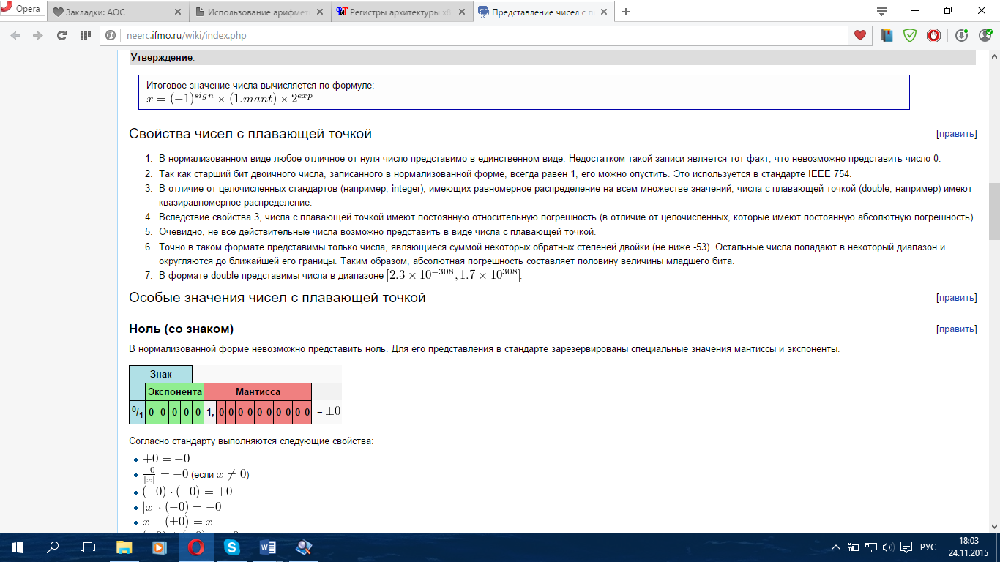 Opera
Закладки: АОС
Использование арифмет
Регистры архитектуры x8
Представление чисел с п
neerc.ifmo.ru/wiki/index.php
Утверждение:
Итоговое значение числа вычисляется по формуле:
x = (−1)^sign × (1.mant) × 2^exp.
Свойства чисел с плавающей точкой [править]
1. В нормализованном виде любое отличное от нуля число представимо в единственном виде. Недостатком такой записи является тот факт, что невозможно представить число 0.
2. Так как старший бит двоичного числа, записанного в нормализованной форме, всегда равен 1, его можно опустить. Это используется в стандарте IEEE 754.
3. В отличие от целочисленных стандартов (например, integer), имеющих равномерное распределение на всем множестве значений, числа с плавающей точкой (double, например) имеют
квазиравномерное распределение.
4. Вследствие свойства 3, числа с плавающей точкой имеют постоянную относительную погрешность (в отличие от целочисленных, которые имеют постоянную абсолютную погрешность).
5. Очевидно, не все действительные числа возможно представить в виде числа с плавающей точкой.
6. Точно в таком формате представимы только числа, являющиеся суммой некоторых обратных степеней двойки (не ниже -53). Остальные числа попадают в некоторый диапазон и
округляются до ближайшей его границы. Таким образом, абсолютная погрешность составляет половину величины младшего бита.
7. В формате double представимы числа в диапазоне [2.3 × 10^−308, 1.7 × 10^308].
Особые значения чисел с плавающей точкой [править]
Ноль (со знаком) [править]
В нормализованной форме невозможно представить ноль. Для его представления в стандарте зарезервированы специальные значения мантиссы и экспоненты.
Знак
Экспонента Мантисса
0/1 0 0 0 0 0 1, 0 0 0 0 0 0 0 0 0 0 = ±0
Согласно стандарту выполняются следующие свойства:
• +0 = −0
• −0/|x| = −0 (если x ≠ 0)
• (−0) · (−0) = +0
• |x| · (−0) = −0
• x + (±0) = x
РУС
18:03
24.11.2015